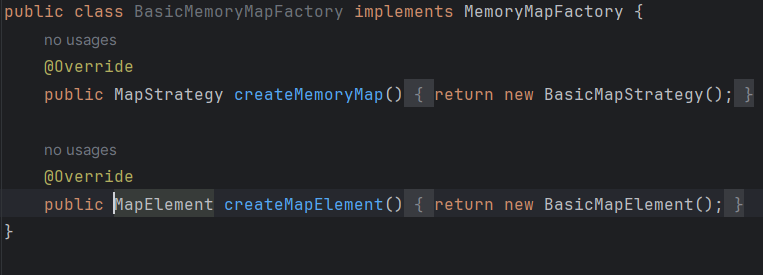 public class BasicMemoryMapFactory implements MemoryMapFactory {
no usages
@Override
public MapStrategy createMemoryMap() { return new BasicMapStrategy(); }
no usages
@Override
public MapElement createMapElement() { return new BasicMapElement(); }
}